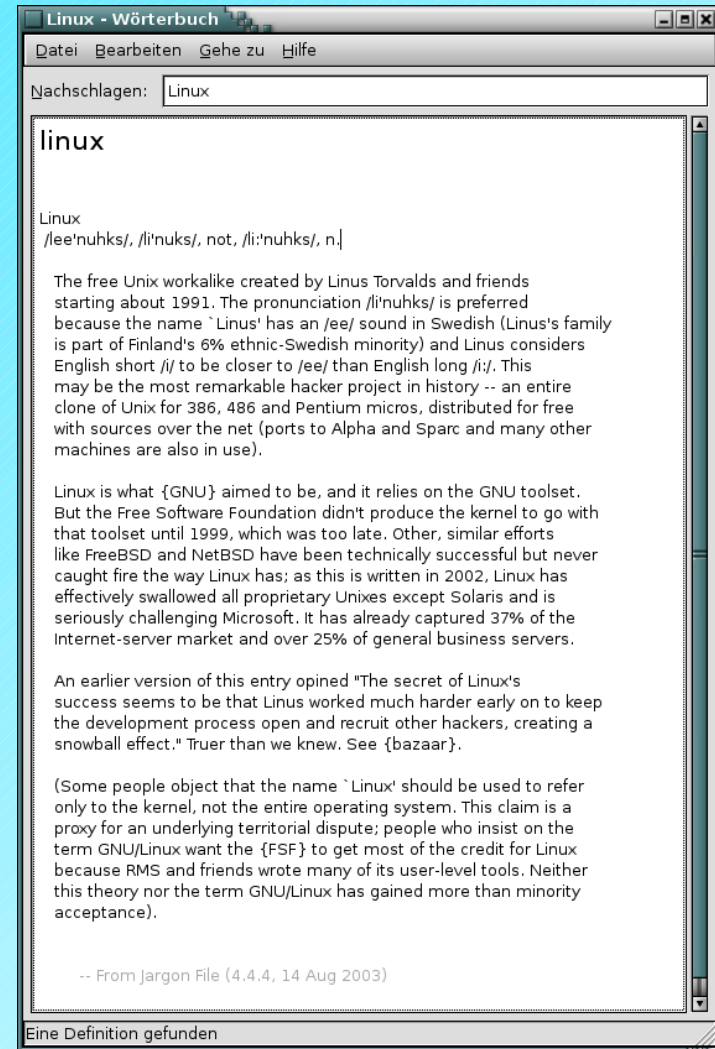 Linux - Wörterbuch
Datei Bearbeiten Gehe zu Hilfe
Nachschlagen: Linux
linux
Linux
/lee'nuhks/, /li'nuks/, not, /li:'nuhks/, n.
The free Unix workalike created by Linus Torvalds and friends
starting about 1991. The pronunciation /li'nuhks/ is preferred
because the name `Linus' has an /ee/ sound in Swedish (Linus's family
is part of Finland's 6% ethnic-Swedish minority) and Linus considers
English short /i/ to be closer to /ee/ than English long /i:/. This
may be the most remarkable hacker project in history -- an entire
clone of Unix for 386, 486 and Pentium micros, distributed for free
with sources over the net (ports to Alpha and Sparc and many other
machines are also in use).
Linux is what {GNU} aimed to be, and it relies on the GNU toolset.
But the Free Software Foundation didn't produce the kernel to go with
that toolset until 1999, which was too late. Other, similar efforts
like FreeBSD and NetBSD have been technically successful but never
caught fire the way Linux has; as this is written in 2002, Linux has
effectively swallowed all proprietary Unixes except Solaris and is
seriously challenging Microsoft. It has already captured 37% of the
Internet-server market and over 25% of general business servers.
An earlier version of this entry opined "The secret of Linux's
success seems to be that Linus worked much harder early on to keep
the development process open and recruit other hackers, creating a
snowball effect." Truer than we knew. See {bazaar}.
(Some people object that the name `Linux' should be used to refer
only to the kernel, not the entire operating system. This claim is a
proxy for an underlying territorial dispute; people who insist on the
term GNU/Linux want the {FSF} to get most of the credit for Linux
because RMS and friends wrote many of its user-level tools. Neither
this theory nor the term GNU/Linux has gained more than minority
acceptance).
-- From Jargon File (4.4.4, 14 Aug 2003)
Eine Definition gefunden